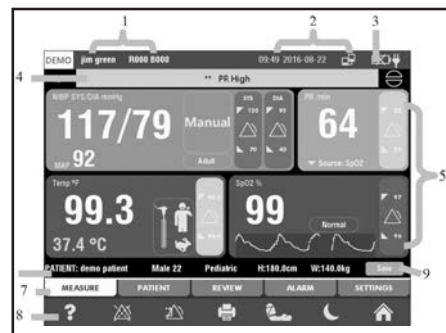 1 2 3
DEMO jim green R000 B000 09:49 2016-08-22
4 ** PR High
NIBP SYS/DIA mmHg SYS DIA PR /min
117/79 Manual 64
MAP 92 Adult Source: SpO2
5
Temp °F SpO2 %
99.3 99
Normal
37.4 °C
PATIENT: demo patient Male 22 Pediatric H:180.0cm W:140.0kg Save 9
7 MEASURE PATIENT REVIEW ALARM SETTINGS
8 ?